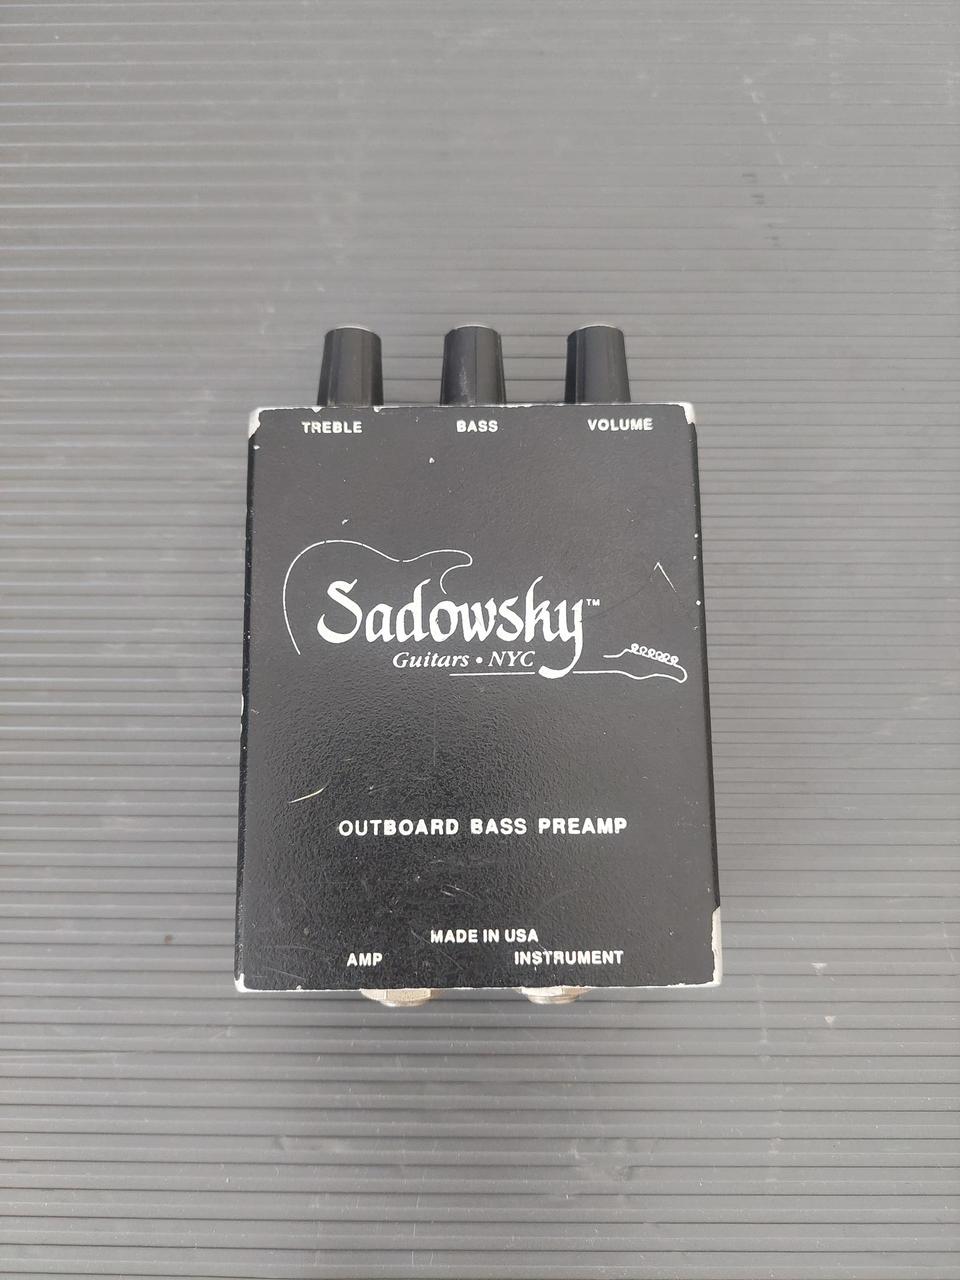 TREBLE BASS VOLUME
Sadowsky™
Guitars • NYC
OUTBOARD BASS PREAMP
MADE IN USA
AMP INSTRUMENT